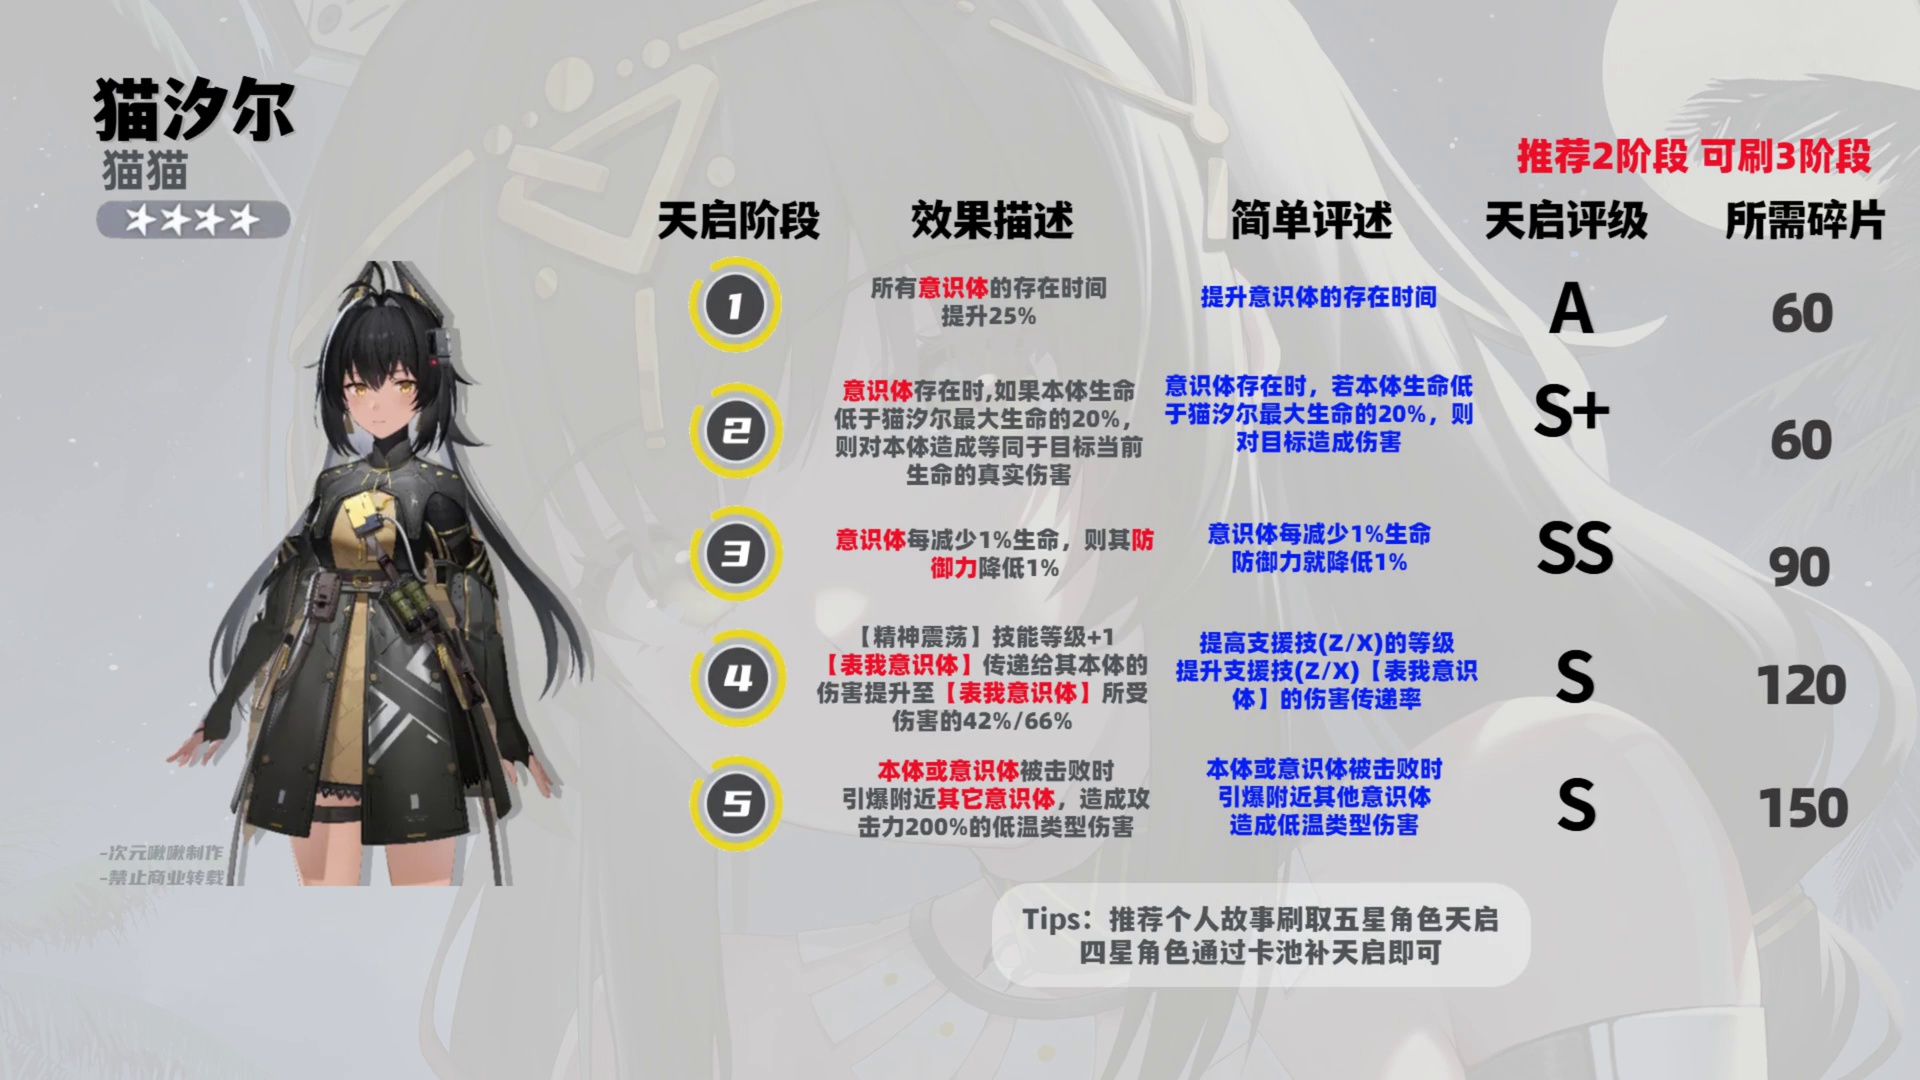 猫汐尔
猫猫
推荐2阶段 可刷3阶段
天启阶段 效果描述 简单评述 天启评级 所需碎片
1
所有意识体的存在时间
提升25%
提升意识体的存在时间
A
60
2
意识体存在时,如果本体生命
低于猫汐尔最大生命的20%，
则对本体造成等同于目标当前
生命的真实伤害
意识体存在时，若本体生命低
于猫汐尔最大生命的20%，则
对目标造成伤害
S+
60
3
意识体每减少1%生命，则其防
御力降低1%
意识体每减少1%生命
防御力就降低1%
SS
90
4
【精神震荡】技能等级+1
【表我意识体】传递给其本体的
伤害提升至【表我意识体】所受
伤害的42%/66%
提高支援技(Z/X)的等级
提升支援技(Z/X)【表我意识
体】的伤害传递率
S
120
5
本体或意识体被击败时
引爆附近其它意识体，造成攻
击力200%的低温类型伤害
本体或意识体被击败时
引爆附近其他意识体
造成低温类型伤害
S
150
-次元啾啾制作
-禁止商业转载
Tips：推荐个人故事刷取五星角色天启
四星角色通过卡池补天启即可